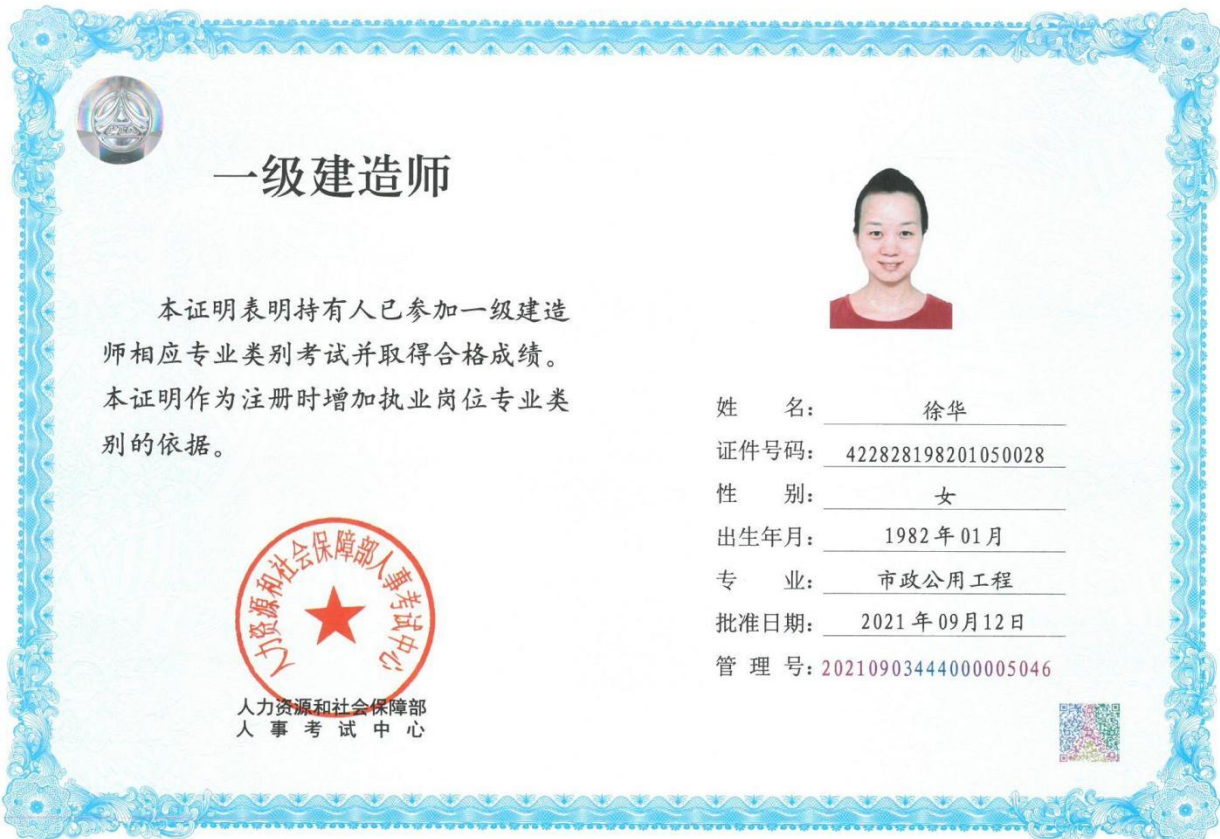 一级建造师
本证明表明持有人已参加一级建造
师相应专业类别考试并取得合格成绩。
本证明作为注册时增加执业岗位专业类
别的依据。
人力资源和社会保障部人事考试中心
人力资源和社会保障部
人事考试中心
姓名：徐华
证件号码：422828198201050028
性别：女
出生年月：1982年01月
专业：市政公用工程
批准日期：2021年09月12日
管理号：20210903444000005046